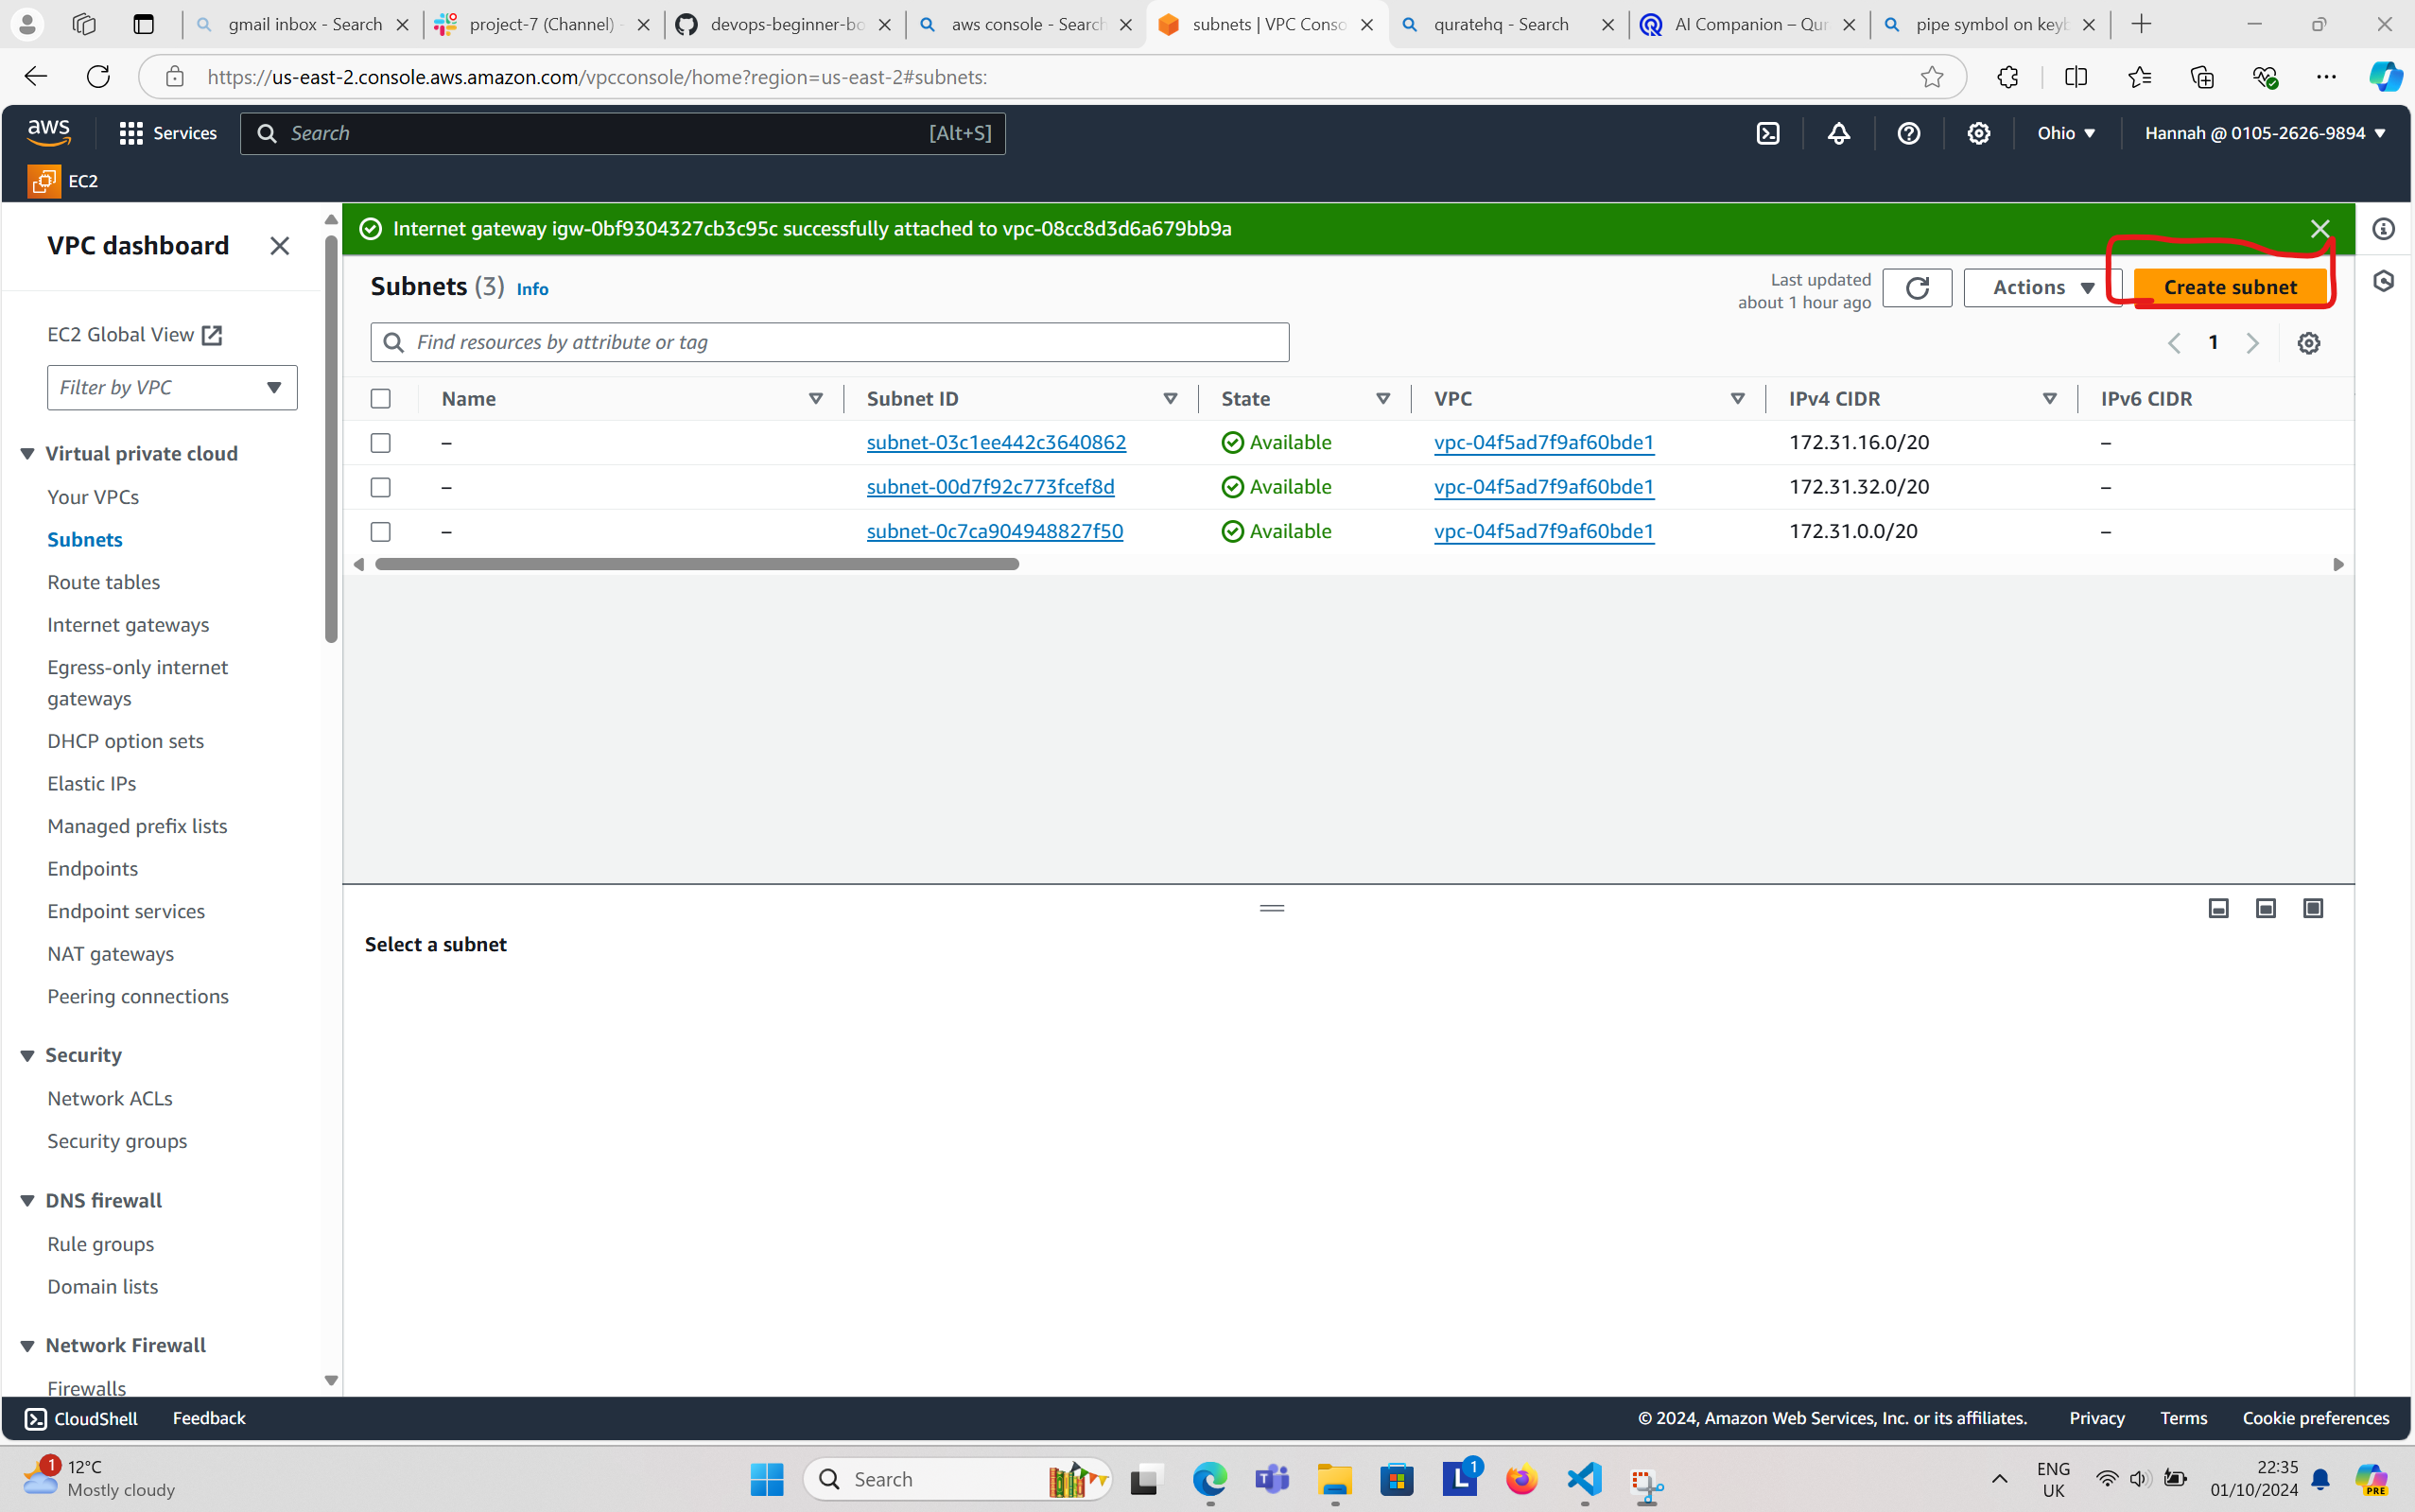 gmail inbox - Search
project-7 (Channel) -
devops-beginner-bo
aws console - Search
subnets | VPC Conso
quratehq - Search
AI Companion – Qur
pipe symbol on keyb
https://us-east-2.console.aws.amazon.com/vpcconsole/home?region=us-east-2#subnets:
aws
Services
Search
[Alt+S]
Ohio
Hannah @ 0105-2626-9894
EC2
VPC dashboard
EC2 Global View
Filter by VPC
Virtual private cloud
Your VPCs
Subnets
Route tables
Internet gateways
Egress-only internet
gateways
DHCP option sets
Elastic IPs
Managed prefix lists
Endpoints
Endpoint services
NAT gateways
Peering connections
Security
Network ACLs
Security groups
DNS firewall
Rule groups
Domain lists
Network Firewall
Firewalls
Internet gateway igw-0bf9304327cb3c95c successfully attached to vpc-08cc8d3d6a679bb9a
Subnets (3) Info
Last updated
about 1 hour ago
Actions
Create subnet
Find resources by attribute or tag
1
Name Subnet ID State VPC IPv4 CIDR IPv6 CIDR
– subnet-03c1ee442c3640862 Available vpc-04f5ad7f9af60bde1 172.31.16.0/20 –
– subnet-00d7f92c773fcef8d Available vpc-04f5ad7f9af60bde1 172.31.32.0/20 –
– subnet-0c7ca904948827f50 Available vpc-04f5ad7f9af60bde1 172.31.0.0/20 –
Select a subnet
CloudShell
Feedback
© 2024, Amazon Web Services, Inc. or its affiliates.
Privacy
Terms
Cookie preferences
1
12°C
Mostly cloudy
Search
L
1
ENG
UK
22:35
01/10/2024
PRE